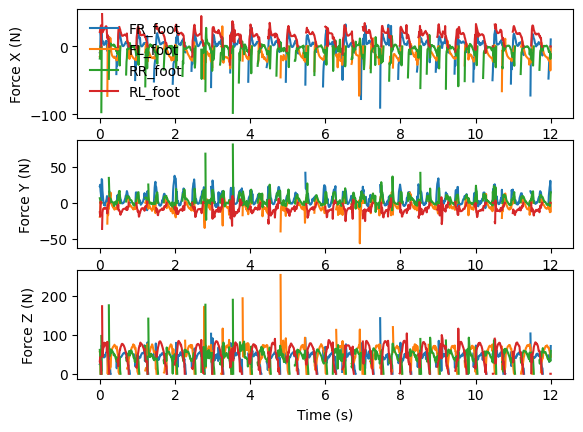 Force X (N)
0
−100
FR_foot
FL_foot
RR_foot
RL_foot
0 2 4 6 8 10 12
Force Y (N)
50
0
−50
0 2 4 6 8 10 12
Force Z (N)
200
100
0
0 2 4 6 8 10 12
Time (s)